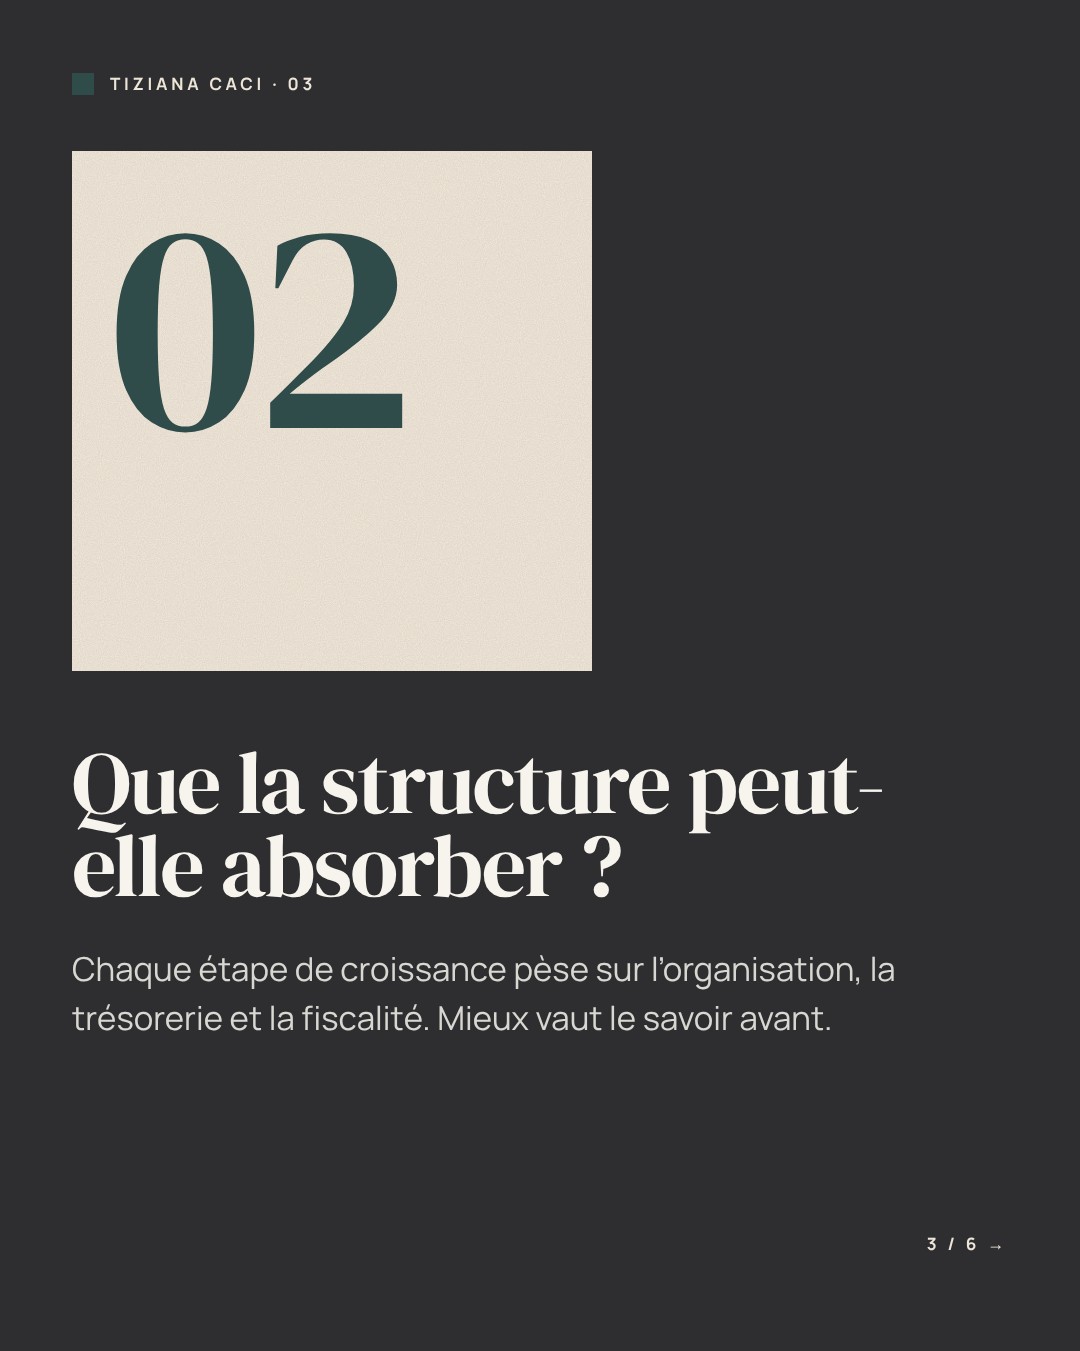 TIZIANA CACI · 03
02
Que la structure peut-
elle absorber ?
Chaque étape de croissance pèse sur l’organisation, la
trésorerie et la fiscalité. Mieux vaut le savoir avant.
3 / 6 →